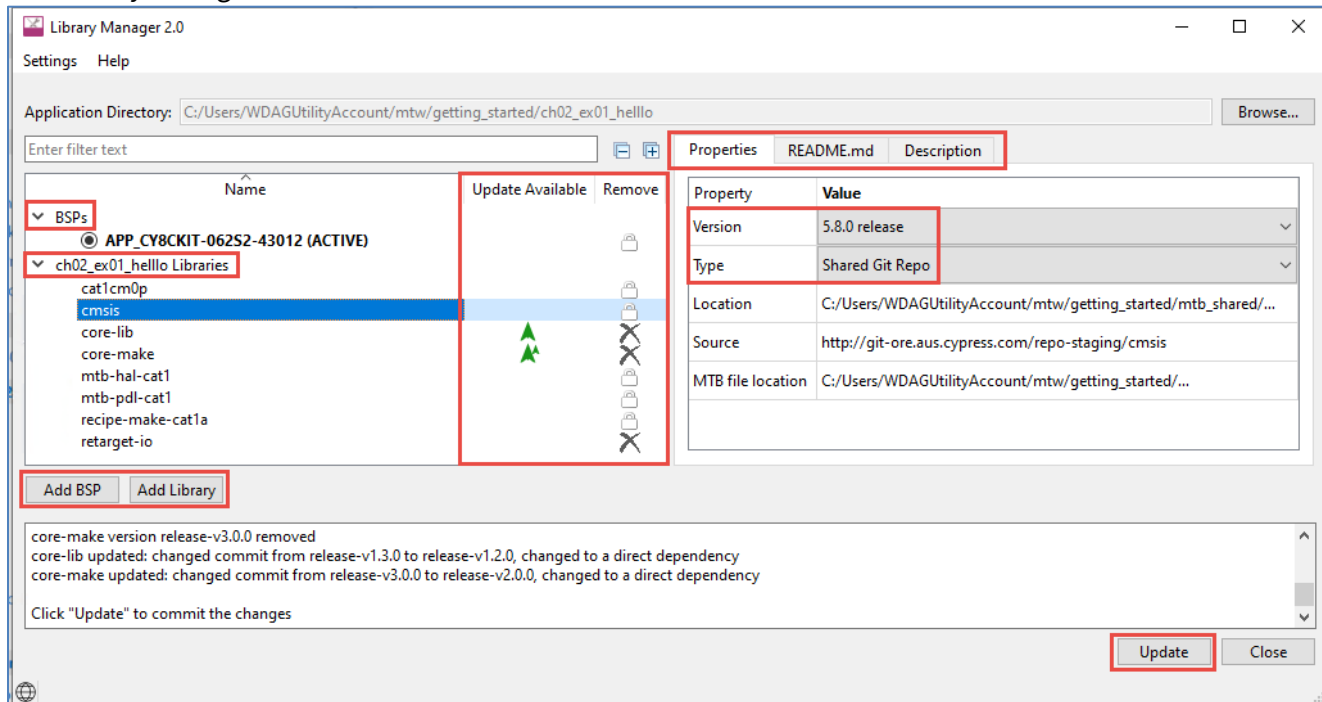 Library Manager 2.0
Settings Help
Application Directory: C:/Users/WDAGUtilityAccount/mtw/getting_started/ch02_ex01_helllo Browse...
Enter filter text
Properties README.md Description
Name Update Available Remove
BSPs
APP_CY8CKIT-062S2-43012 (ACTIVE)
ch02_ex01_helllo Libraries
cat1cm0p
cmsis
core-lib
core-make
mtb-hal-cat1
mtb-pdl-cat1
recipe-make-cat1a
retarget-io
Property Value
Version 5.8.0 release
Type Shared Git Repo
Location C:/Users/WDAGUtilityAccount/mtw/getting_started/mtb_shared/...
Source http://git-ore.aus.cypress.com/repo-staging/cmsis
MTB file location C:/Users/WDAGUtilityAccount/mtw/getting_started/...
Add BSP Add Library
core-make version release-v3.0.0 removed
core-lib updated: changed commit from release-v1.3.0 to release-v1.2.0, changed to a direct dependency
core-make updated: changed commit from release-v3.0.0 to release-v2.0.0, changed to a direct dependency
Click "Update" to commit the changes
Update Close